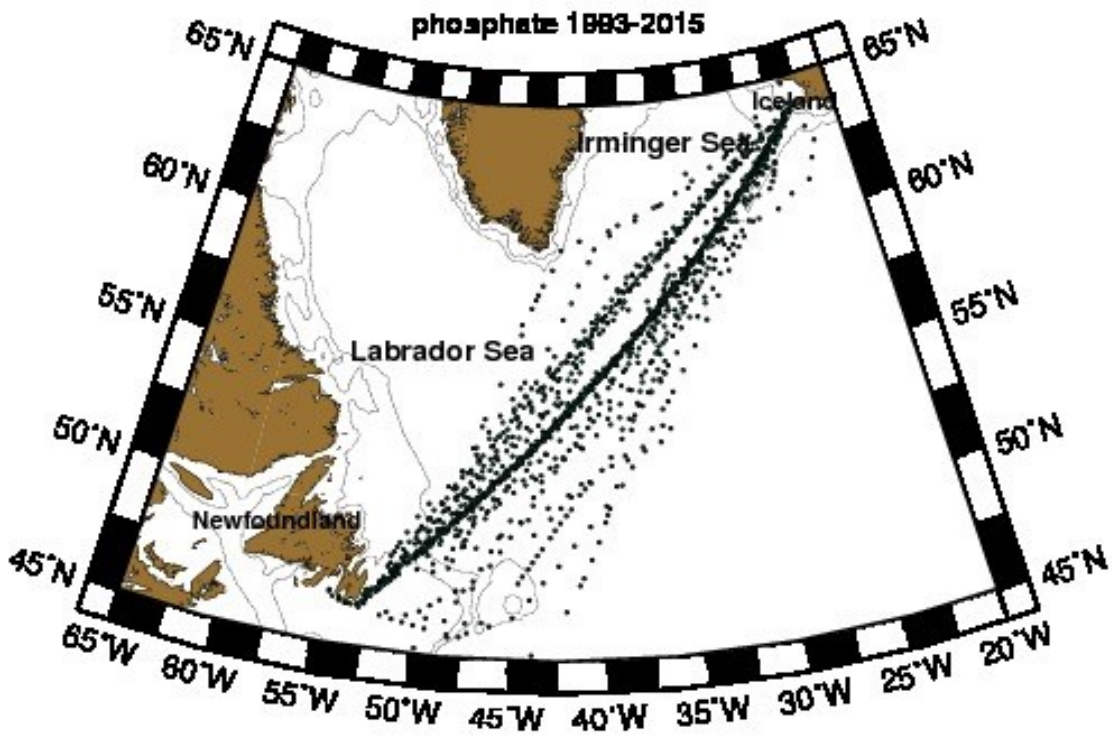 phosphate 1993-2015
65°N
65°N
Iceland
Irminger Sea
60°N
60°N
55°N
55°N
Labrador Sea
50°N
50°N
Newfoundland
45°N
45°N
65°W
60°W
55°W
50°W
45°W
40°W
35°W
30°W
25°W
20°W